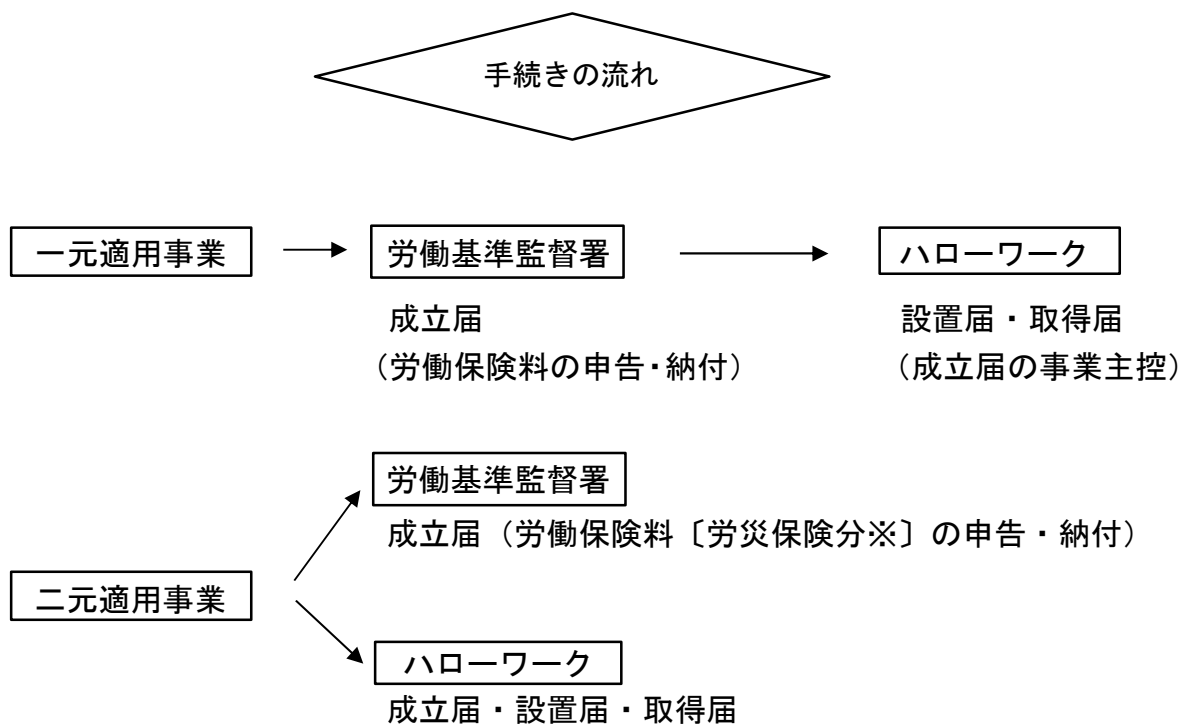 手続きの流れ
一元適用事業
労働基準監督署
ハローワーク
成立届
設置届・取得届
(労働保険料の申告・納付)
(成立届の事業主控)
労働基準監督署
成立届(労働保険料〔労災保険分※〕の申告・納付)
二元適用事業
ハローワーク
成立届・設置届・取得届